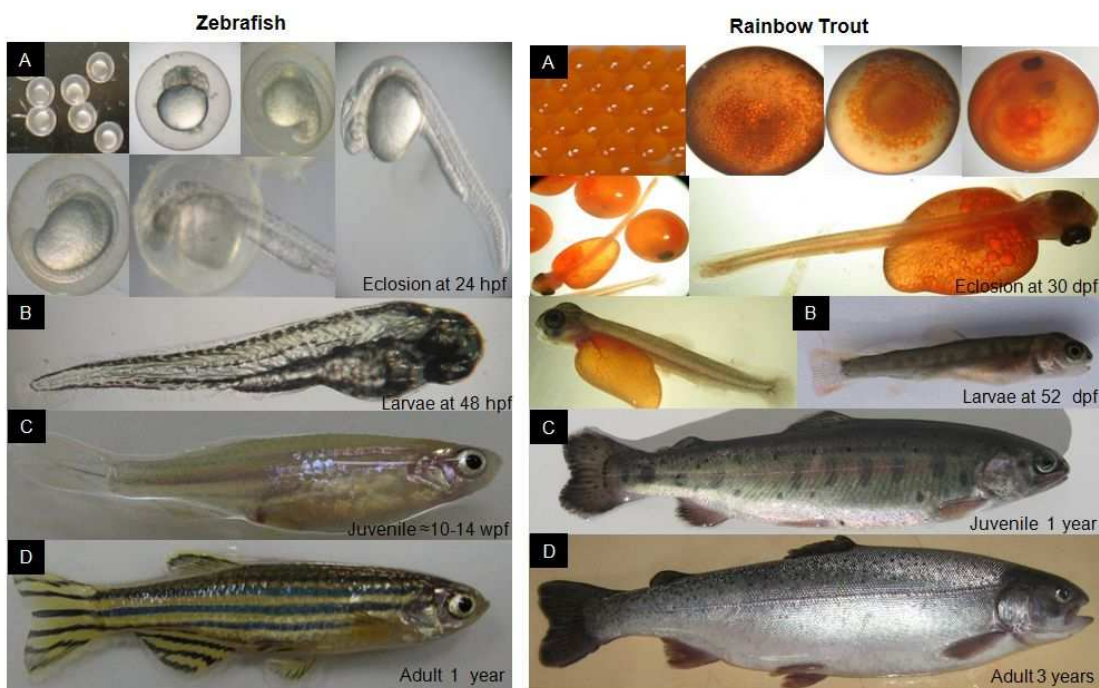 Zebrafish
A
Eclosion at 24 hpf
B
Larvae at 48 hpf
C
Juvenile ≈10-14 wpf
D
Adult 1 year
Rainbow Trout
A
Eclosion at 30 dpf
B
Larvae at 52 dpf
C
Juvenile 1 year
D
Adult 3 years